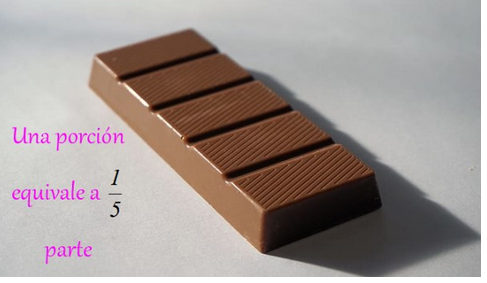 Una porción
equivale a 1/5
parte